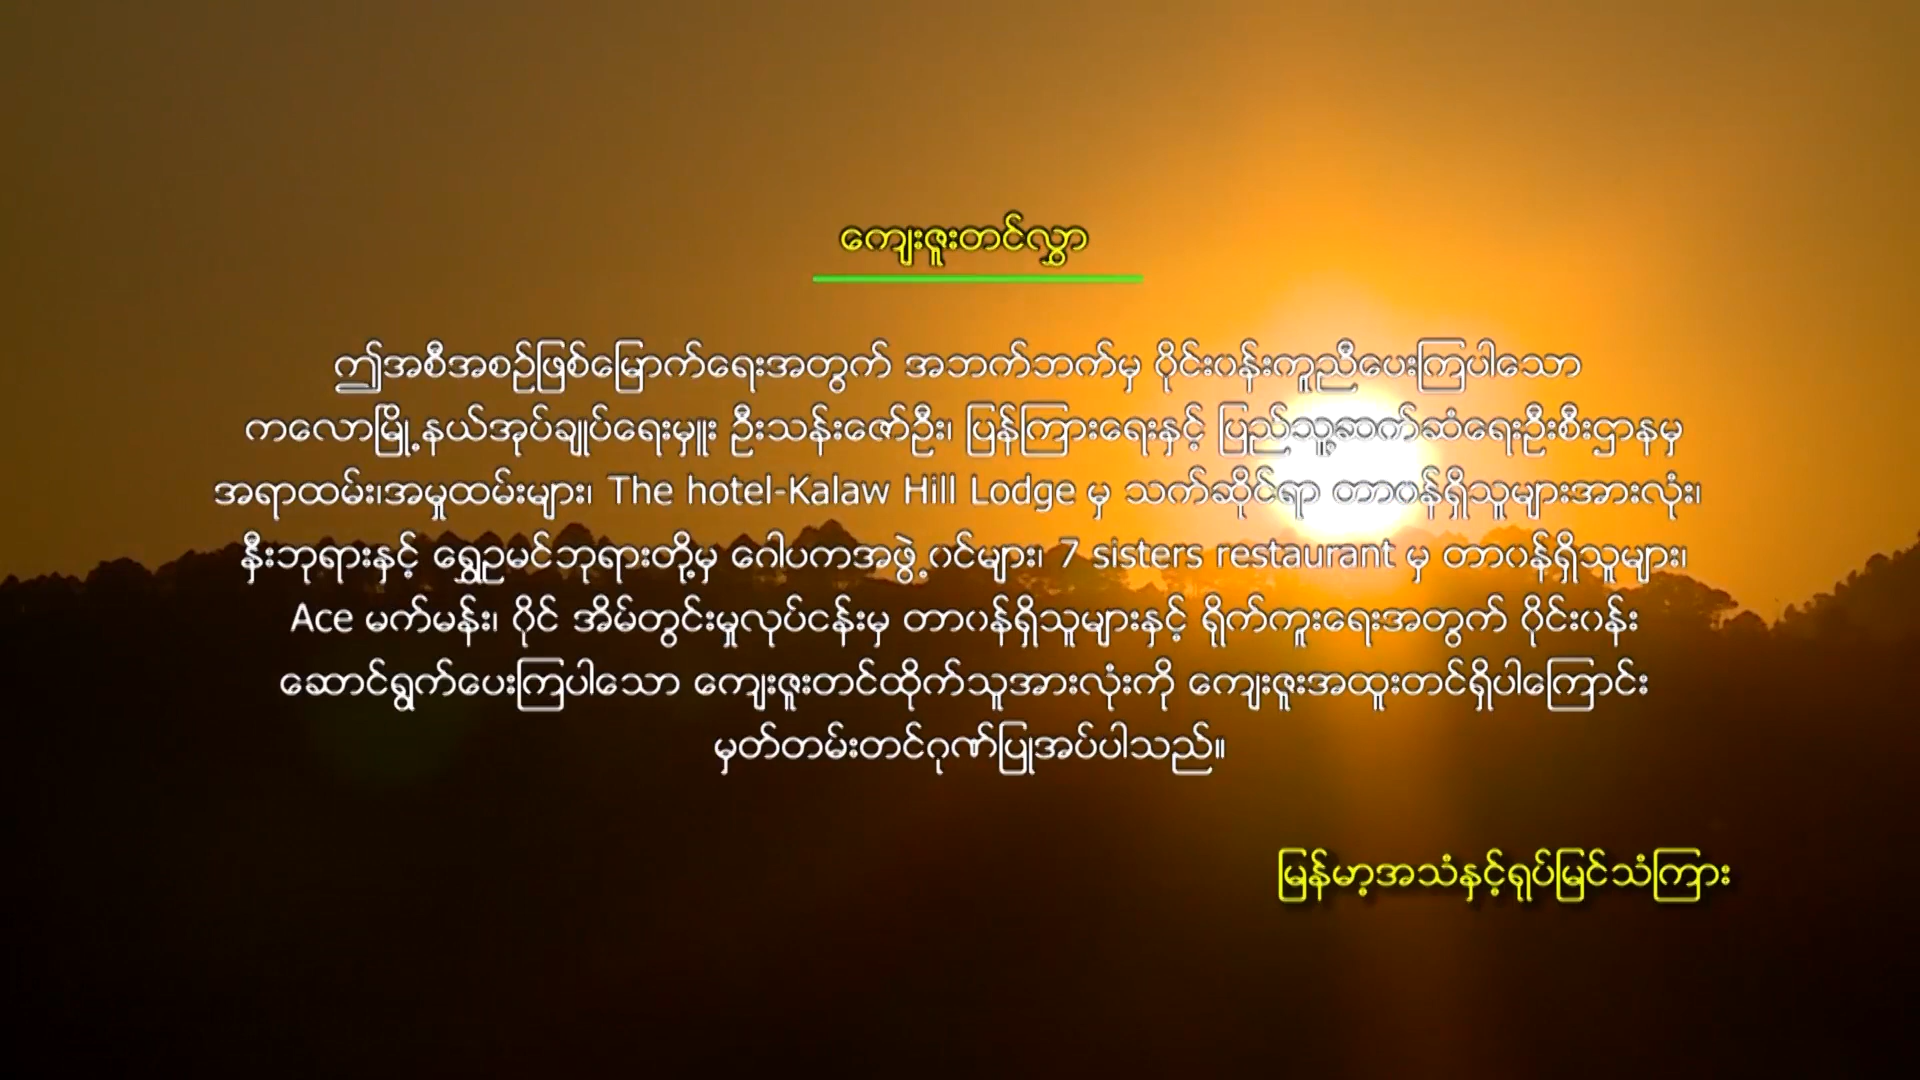 ကျေးဇူးတင်လွှာ
ဤအစီအစဉ်ဖြစ်မြောက်ရေးအတွက် အဘက်ဘက်မှ ဝိုင်းဝန်းကူညီပေးကြပါသော
ကလောမြို့နယ်အုပ်ချုပ်ရေးမှူး ဦးသန်းဇော်ဦး၊ ပြန်ကြားရေးနှင့် ပြည်သူ့ဆက်ဆံရေးဦးစီးဌာနမှ
အရာထမ်း၊အမှုထမ်းများ၊ The hotel-Kalaw Hill Lodge မှ သက်ဆိုင်ရာ တာဝန်ရှိသူများအားလုံး၊
နှီးဘုရားနှင့် ရွှေဥမင်ဘုရားတို့မှ ဂေါပကအဖွဲ့ဝင်များ၊ 7 sisters restaurant မှ တာဝန်ရှိသူများ၊
Ace မက်မန်း၊ ဝိုင် အိမ်တွင်းမှုလုပ်ငန်းမှ တာဝန်ရှိသူများနှင့် ရိုက်ကူးရေးအတွက် ဝိုင်းဝန်း
ဆောင်ရွက်ပေးကြပါသော ကျေးဇူးတင်ထိုက်သူအားလုံးကို ကျေးဇူးအထူးတင်ရှိပါကြောင်း
မှတ်တမ်းတင်ဂုဏ်ပြုအပ်ပါသည်။
မြန်မာ့အသံနှင့်ရုပ်မြင်သံကြား